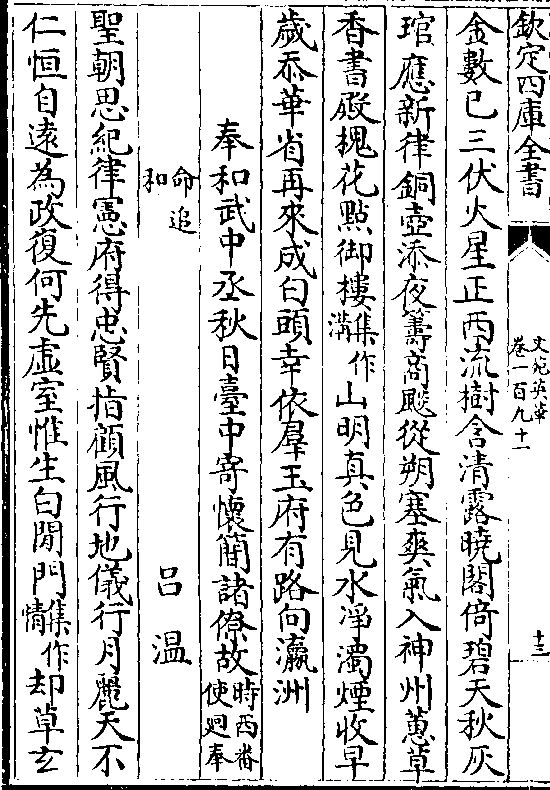 欽定四庫全書
文苑英華
卷一百九十一
十三
金數已三伏火星正西流樹含清露曉閣倚碧天秋灰
琯應新律銅壺添夜籌商飈從朔塞爽氣入神州蕙草
香書殿槐花點御樓集作溝山明真色見水淨濁煙收早
歲忝華省再來成白頭幸依羣玉府有路向瀛洲
奉和武中丞秋日臺中寄懷簡諸僚故時西畨使廻奉
命追和
吕温
聖朝思紀律憲府得忠賢指顧風行地儀行月麗天不
仁恒自遠為政復何先虛室惟生白閒門集作情却草玄